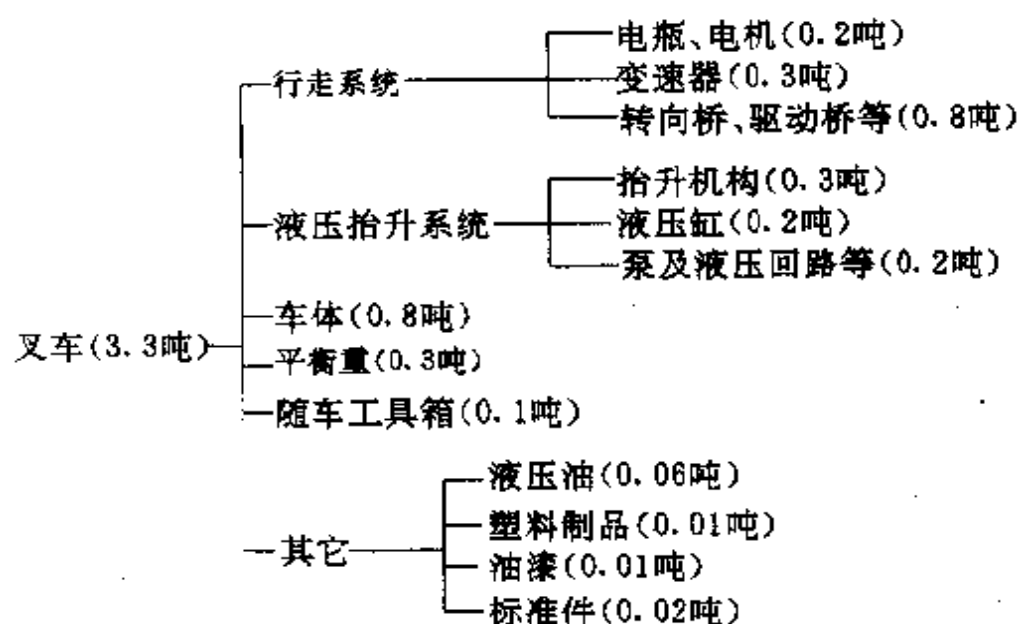 电瓶、电机(0.2吨)
行走系统
变速器(0.3吨)
转向桥、驱动桥等(0.8吨)
抬升机构(0.3吨)
液压抬升系统
液压缸(0.2吨)
泵及液压回路等(0.2吨)
车体(0.8吨)
叉车(3.3吨)
平衡重(0.3吨)
随车工具箱(0.1吨)
液压油(0.06吨)
塑料制品(0.01吨)
其它
油漆(0.01吨)
标准件(0.02吨)